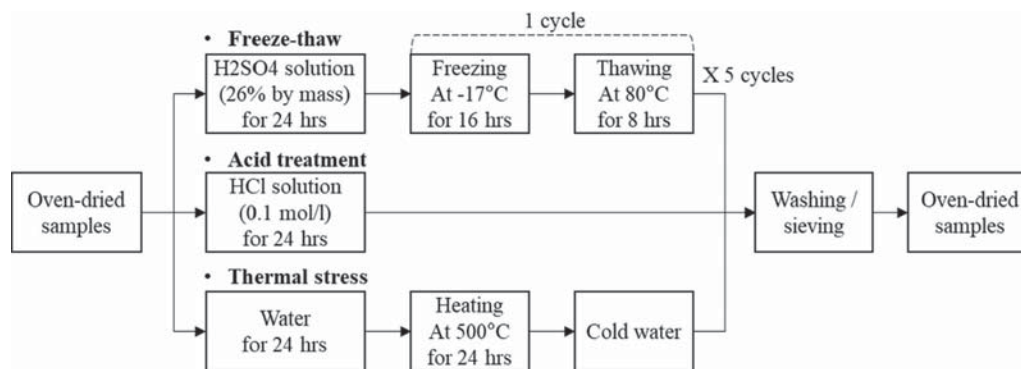 1 cycle
• Freeze-thaw
H2SO4 solution
(26% by mass)
for 24 hrs
Freezing
At -17°C
for 16 hrs
Thawing
At 80°C
for 8 hrs
X 5 cycles
• Acid treatment
Oven-dried
samples
HCl solution
(0.1 mol/l)
for 24 hrs
Washing /
sieving
Oven-dried
samples
• Thermal stress
Water
for 24 hrs
Heating
At 500°C
for 24 hrs
Cold water